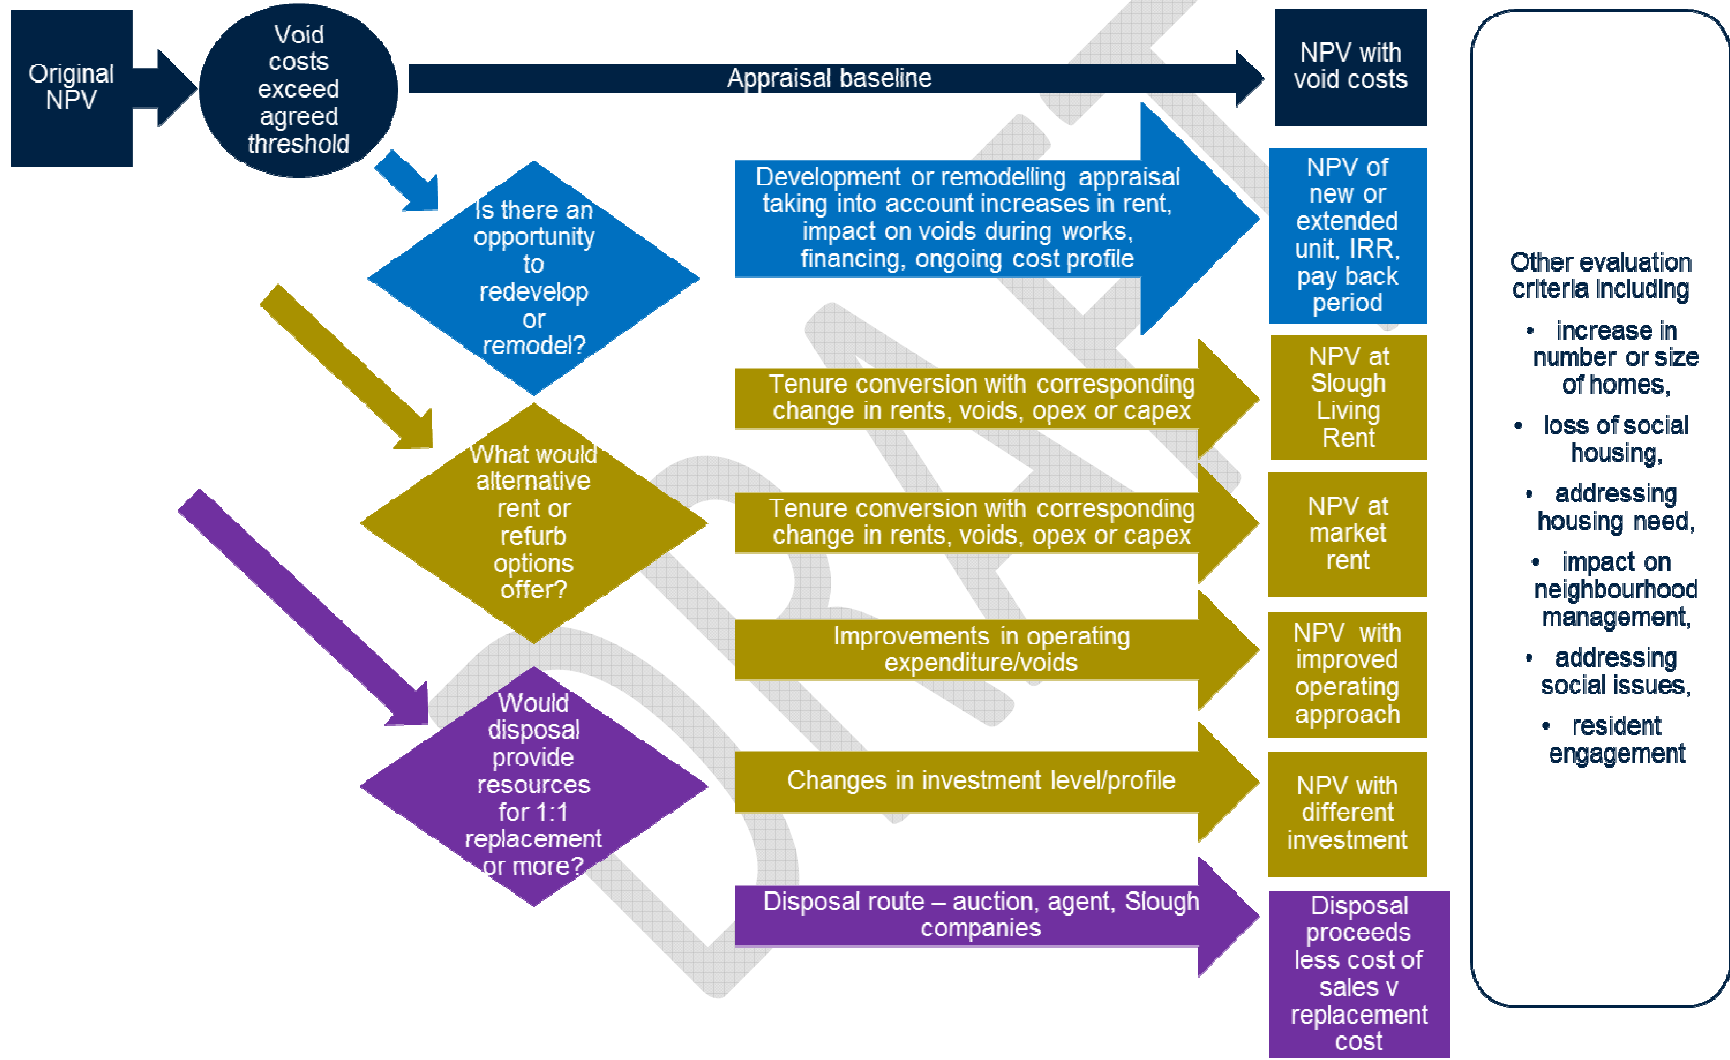 Original
NPV
Void
costs
exceed
agreed
threshold
Appraisal baseline
NPV with
void costs
Is there an
opportunity
to
redevelop
or
remodel?
Development or remodelling appraisal
taking into account increases in rent,
impact on voids during works,
financing, ongoing cost profile
NPV of
new or
extended
unit, IRR,
pay back
period
What would
alternative
rent or
refurb
options
offer?
Tenure conversion with corresponding
change in rents, voids, opex or capex
NPV at
Slough
Living
Rent
Tenure conversion with corresponding
change in rents, voids, opex or capex
NPV at
market
rent
Improvements in operating
expenditure/voids
NPV with
improved
operating
approach
Changes in investment level/profile
NPV with
different
investment
Would
disposal
provide
resources
for 1:1
replacement
or more?
Disposal route – auction, agent, Slough
companies
Disposal
proceeds
less cost of
sales v
replacement
cost
Other evaluation
criteria including
• increase in
number or size
of homes,
• loss of social
housing,
• addressing
housing need,
• impact on
neighbourhood
management,
• addressing
social issues,
• resident
engagement
DRAFT